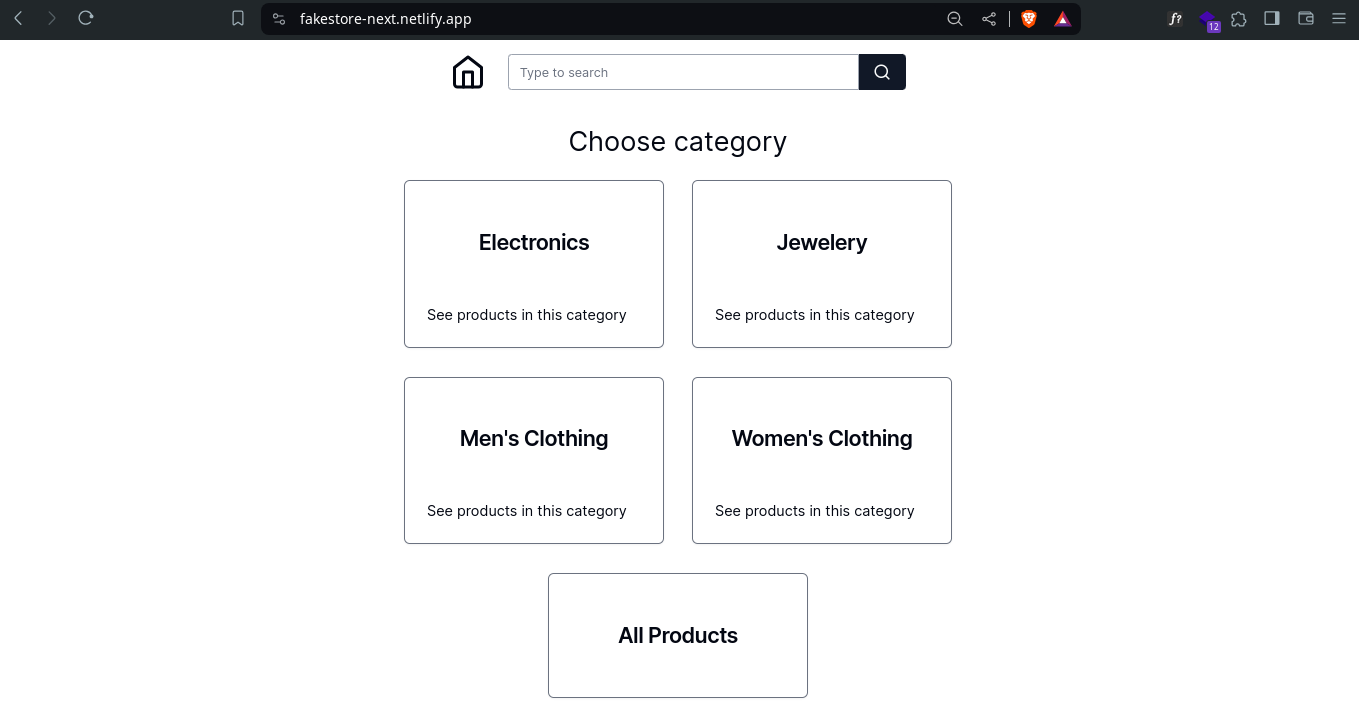 fakestore-next.netlify.app
f?
12
Type to search
Choose category
Electronics
Jewelery
See products in this category
See products in this category
Men's Clothing
Women's Clothing
See products in this category
See products in this category
All Products